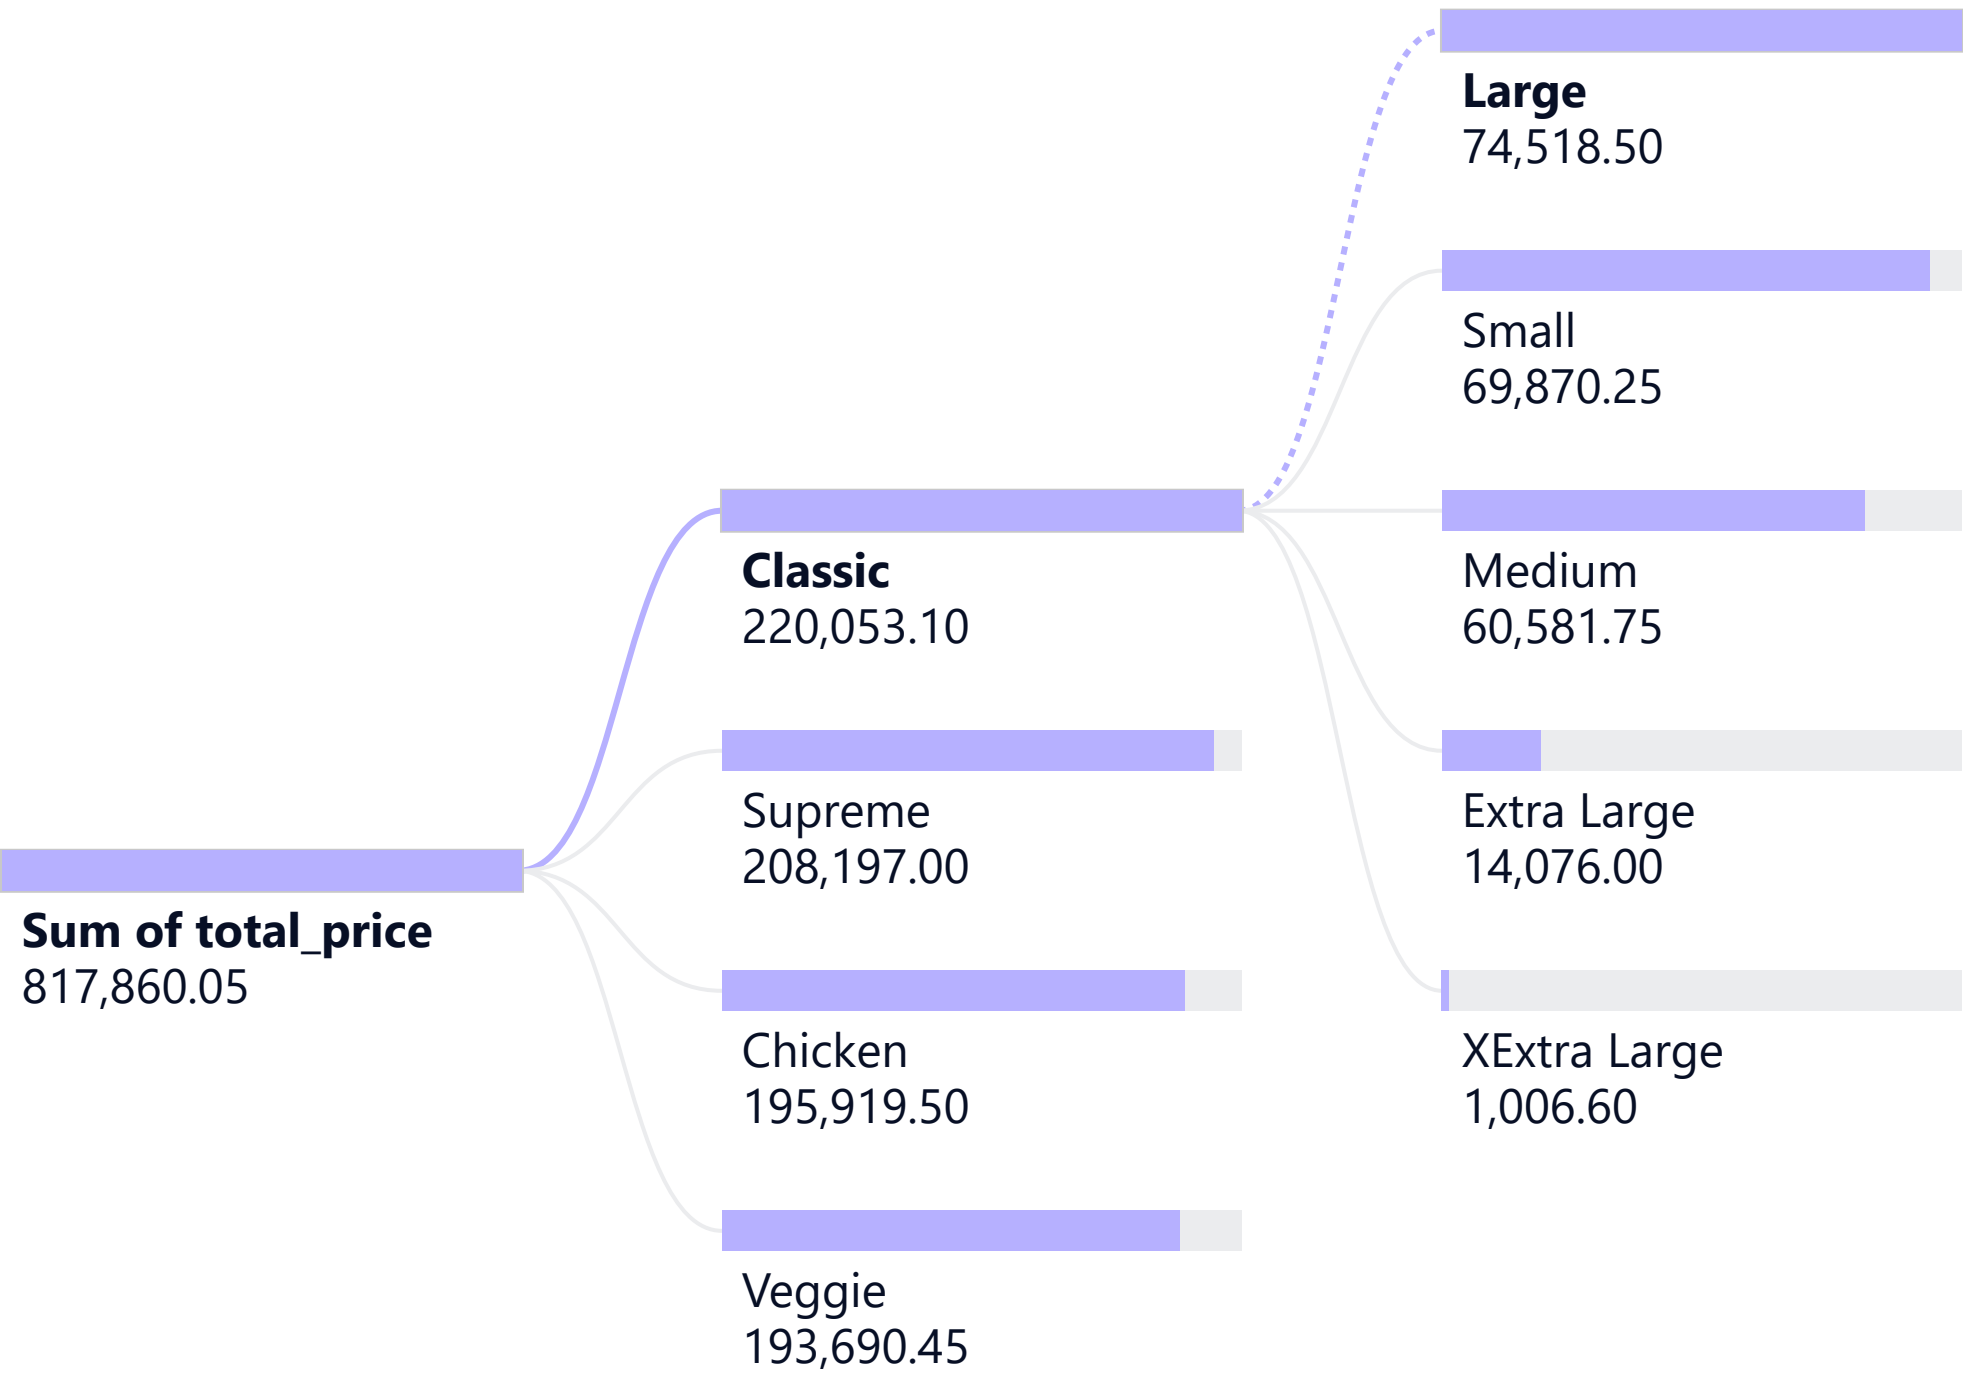 Sum of total_price
817,860.05
Classic
220,053.10
Supreme
208,197.00
Chicken
195,919.50
Veggie
193,690.45
Large
74,518.50
Small
69,870.25
Medium
60,581.75
Extra Large
14,076.00
XExtra Large
1,006.60